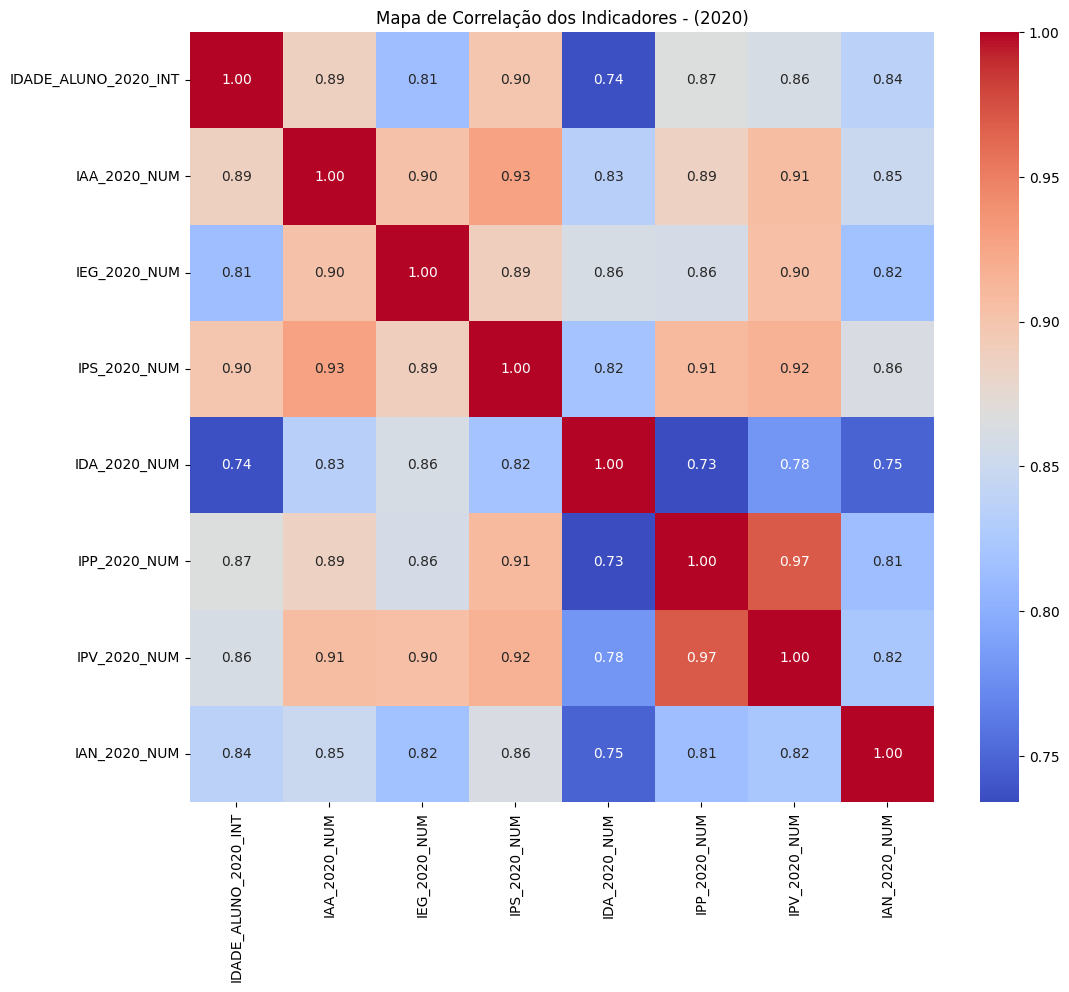 Mapa de Correlação dos Indicadores - (2020)
IDADE_ALUNO_2020_INT 1.00 0.89 0.81 0.90 0.74 0.87 0.86 0.84
IAA_2020_NUM 0.89 1.00 0.90 0.93 0.83 0.89 0.91 0.85
IEG_2020_NUM 0.81 0.90 1.00 0.89 0.86 0.86 0.90 0.82
IPS_2020_NUM 0.90 0.93 0.89 1.00 0.82 0.91 0.92 0.86
IDA_2020_NUM 0.74 0.83 0.86 0.82 1.00 0.73 0.78 0.75
IPP_2020_NUM 0.87 0.89 0.86 0.91 0.73 1.00 0.97 0.81
IPV_2020_NUM 0.86 0.91 0.90 0.92 0.78 0.97 1.00 0.82
IAN_2020_NUM 0.84 0.85 0.82 0.86 0.75 0.81 0.82 1.00
IDADE_ALUNO_2020_INT
IAA_2020_NUM
IEG_2020_NUM
IPS_2020_NUM
IDA_2020_NUM
IPP_2020_NUM
IPV_2020_NUM
IAN_2020_NUM
1.00
0.95
0.90
0.85
0.80
0.75